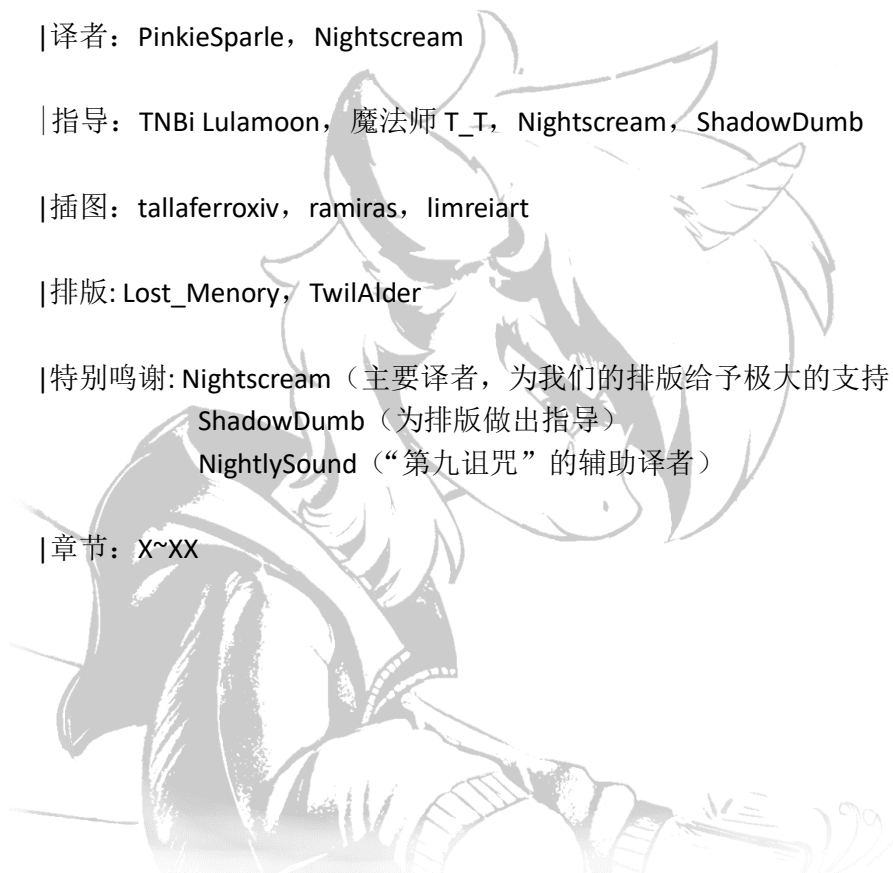 |译者：PinkieSparle，Nightscream
|指导：TNBi Lulamoon，魔法师 T_T，Nightscream，ShadowDumb
|插图：tallaferroxiv，ramiras，limreiart
|排版: Lost_Menory，TwilAlder
|特别鸣谢: Nightscream（主要译者，为我们的排版给予极大的支持
ShadowDumb（为排版做出指导）
NightlySound（“第九诅咒”的辅助译者）
|章节：X~XX